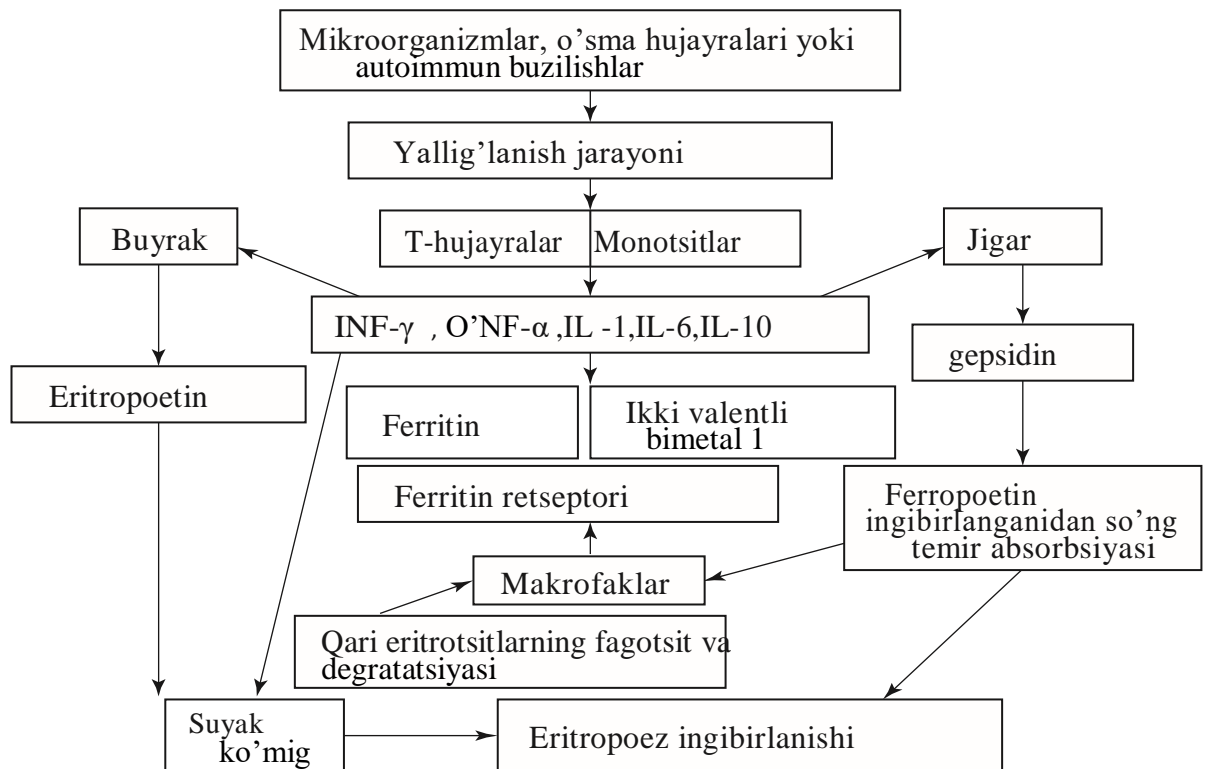 Mikroorganizmlar, o’sma hujayralari yoki
autoimmun buzilishlar
Yallig’lanish jarayoni
Buyrak
T-hujayralar
Monotsitlar
Jigar
INF-γ , O’NF-α ,IL -1,IL-6,IL-10
gepsidin
Eritropoetin
Ferritin
Ikki valentli
bimetal 1
Ferritin retseptori
Ferropoetin
ingibirlanganidan so’ng
temir absorbsiyasi
Makrofaklar
Qari eritrotsitlarning fagotsit va
degratatsiyasi
Suyak
ko’mig
Eritropoez ingibirlanishi